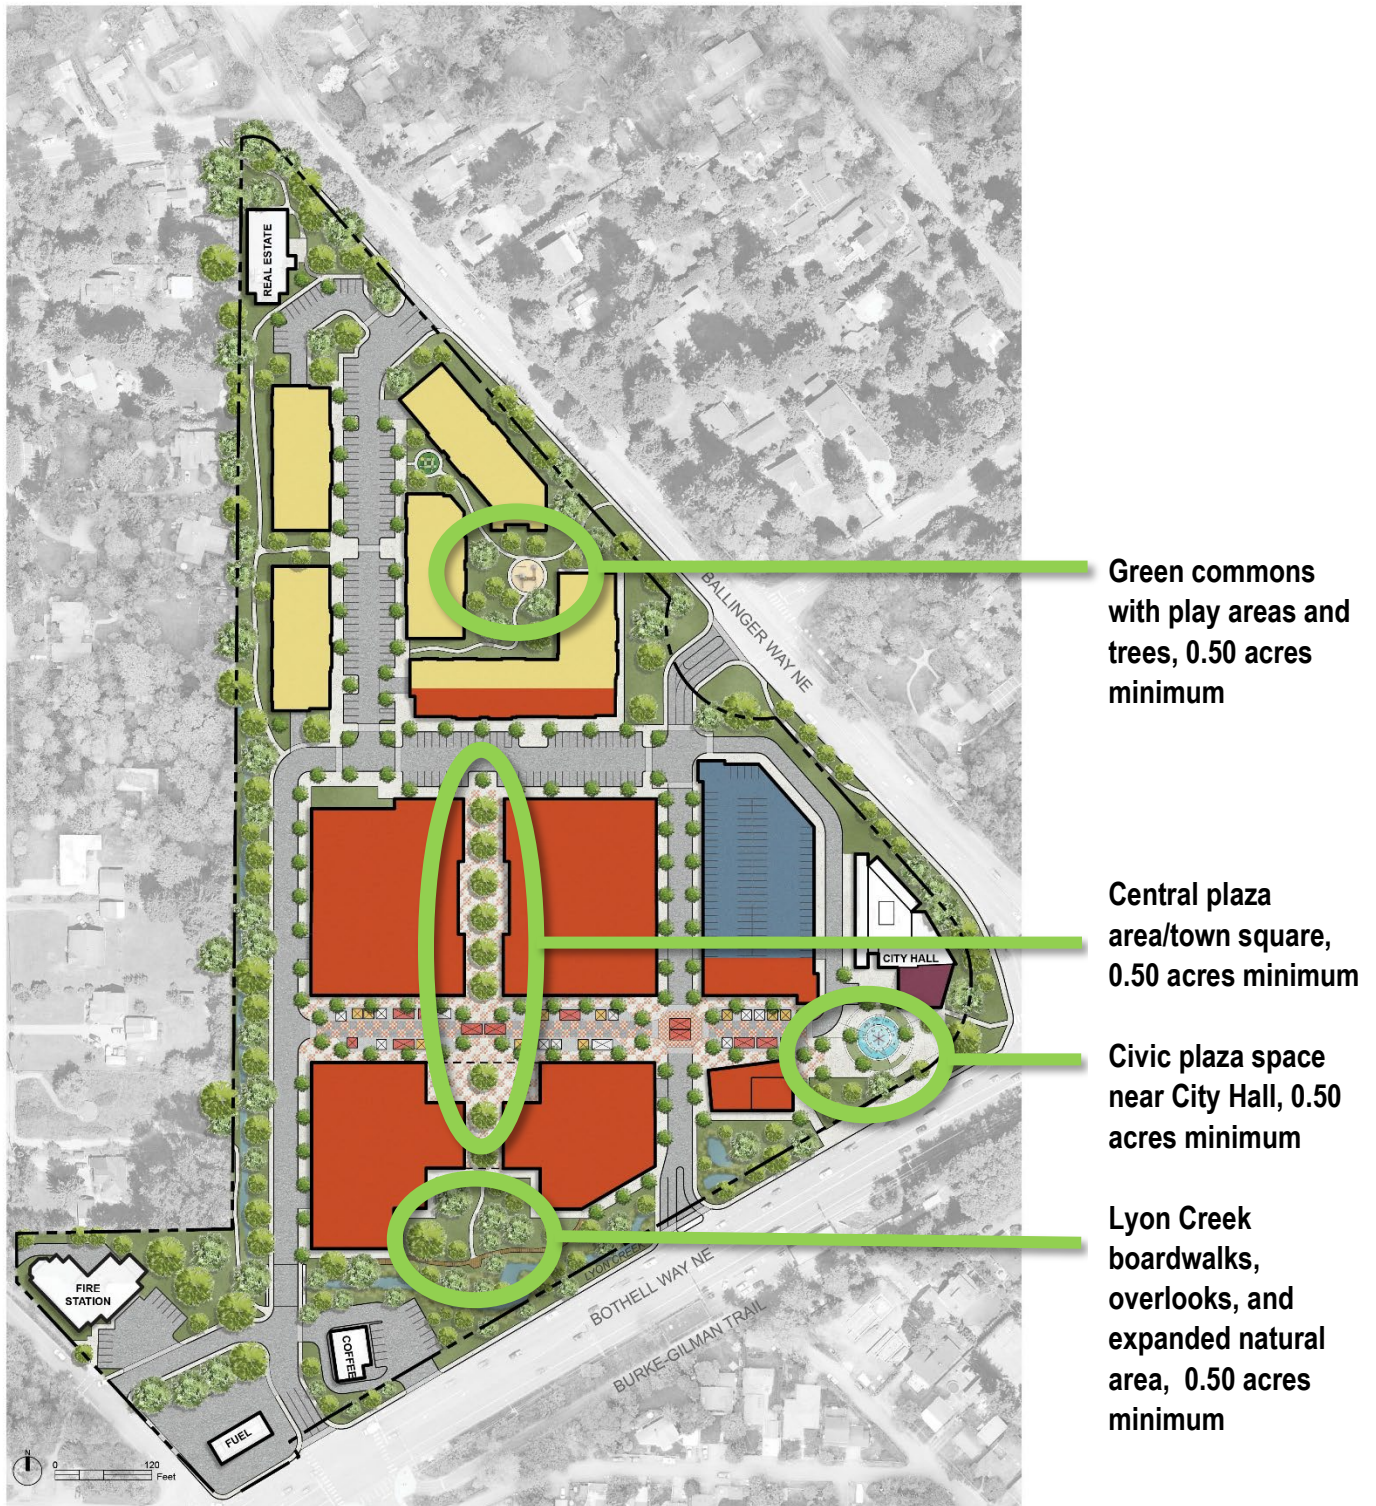 REAL ESTATE
BALLINGER WAY NE
Green commons
with play areas and
trees, 0.50 acres
minimum
Central plaza
area/town square,
0.50 acres minimum
CITY HALL
Civic plaza space
near City Hall, 0.50
acres minimum
Lyon Creek
boardwalks,
overlooks, and
expanded natural
area,  0.50 acres
minimum
LYON CREEK
BOTHELL WAY NE
BURKE-GILMAN TRAIL
FIRE
STATION
COFFEE
FUEL
N
0 120
Feet